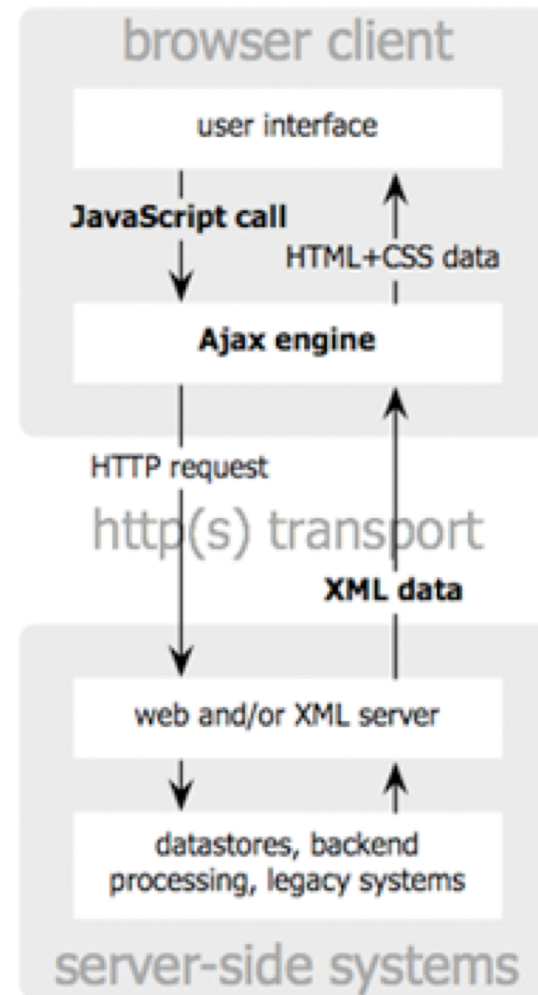 browser client
user interface
JavaScript call
HTML+CSS data
Ajax engine
HTTP request
http(s) transport
XML data
web and/or XML server
datastores, backend
processing, legacy systems
server-side systems